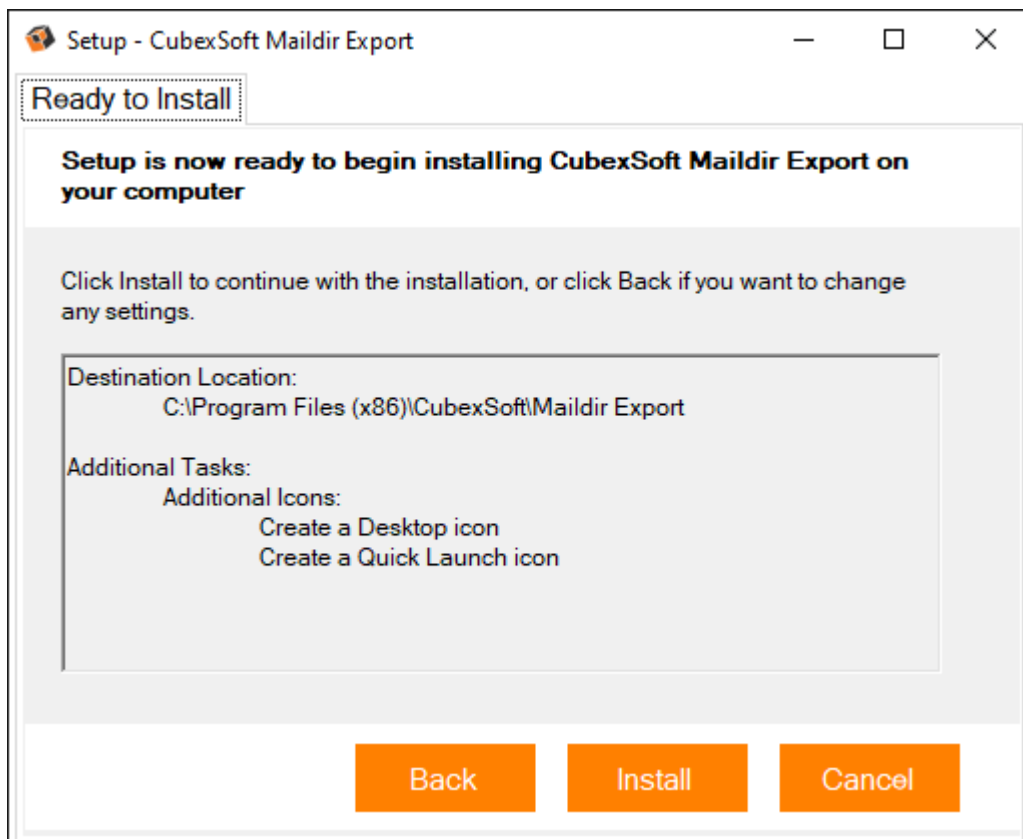 Setup - CubexSoft Maildir Export
Ready to Install
Setup is now ready to begin installing CubexSoft Maildir Export on
your computer
Click Install to continue with the installation, or click Back if you want to change
any settings.
Destination Location:
C:\Program Files (x86)\CubexSoft\Maildir Export
Additional Tasks:
Additional Icons:
Create a Desktop icon
Create a Quick Launch icon
Back Install Cancel